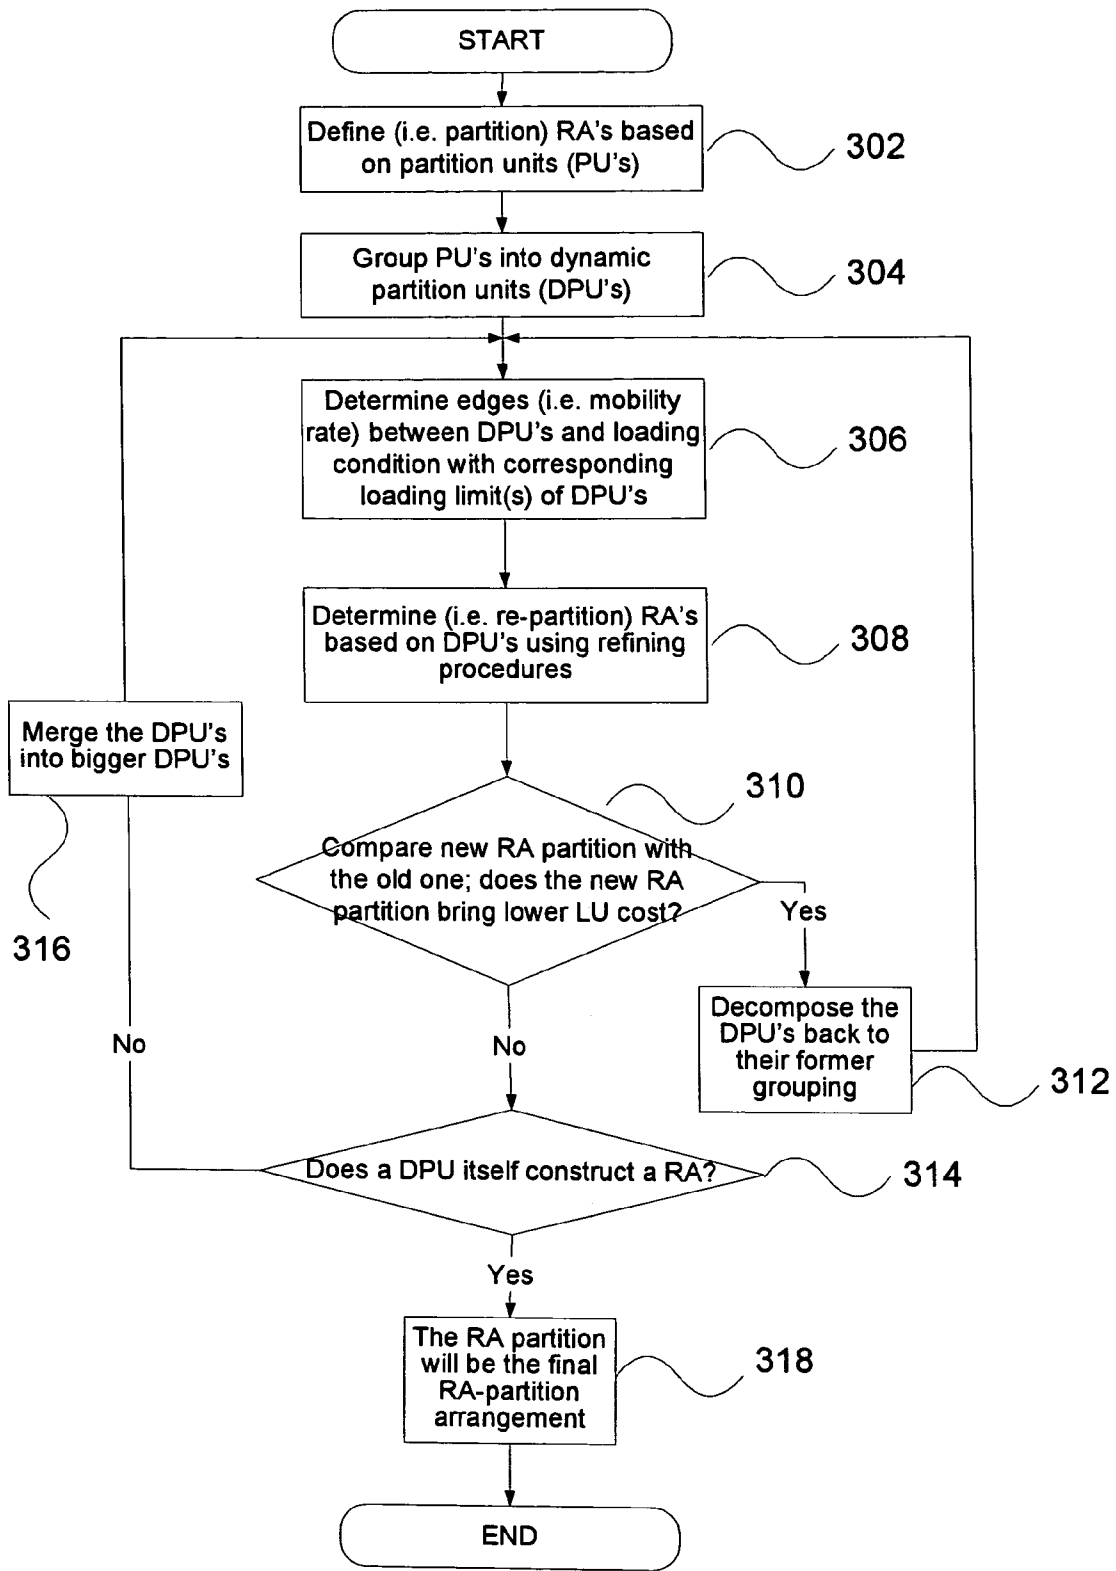 START
Define (i.e. partition) RA's based
on partition units (PU's)
302
Group PU's into dynamic
partition units (DPU's)
304
Determine edges (i.e. mobility
rate) between DPU's and loading
condition with corresponding
loading limit(s) of DPU's
306
Determine (i.e. re-partition) RA's
based on DPU's using refining
procedures
308
Merge the DPU's
into bigger DPU's
316
310
Compare new RA partition with
the old one; does the new RA
partition bring lower LU cost?
Yes
Decompose the
DPU's back to
their former
grouping
312
No
No
Does a DPU itself construct a RA?
314
Yes
The RA partition
will be the final
RA-partition
arrangement
318
END